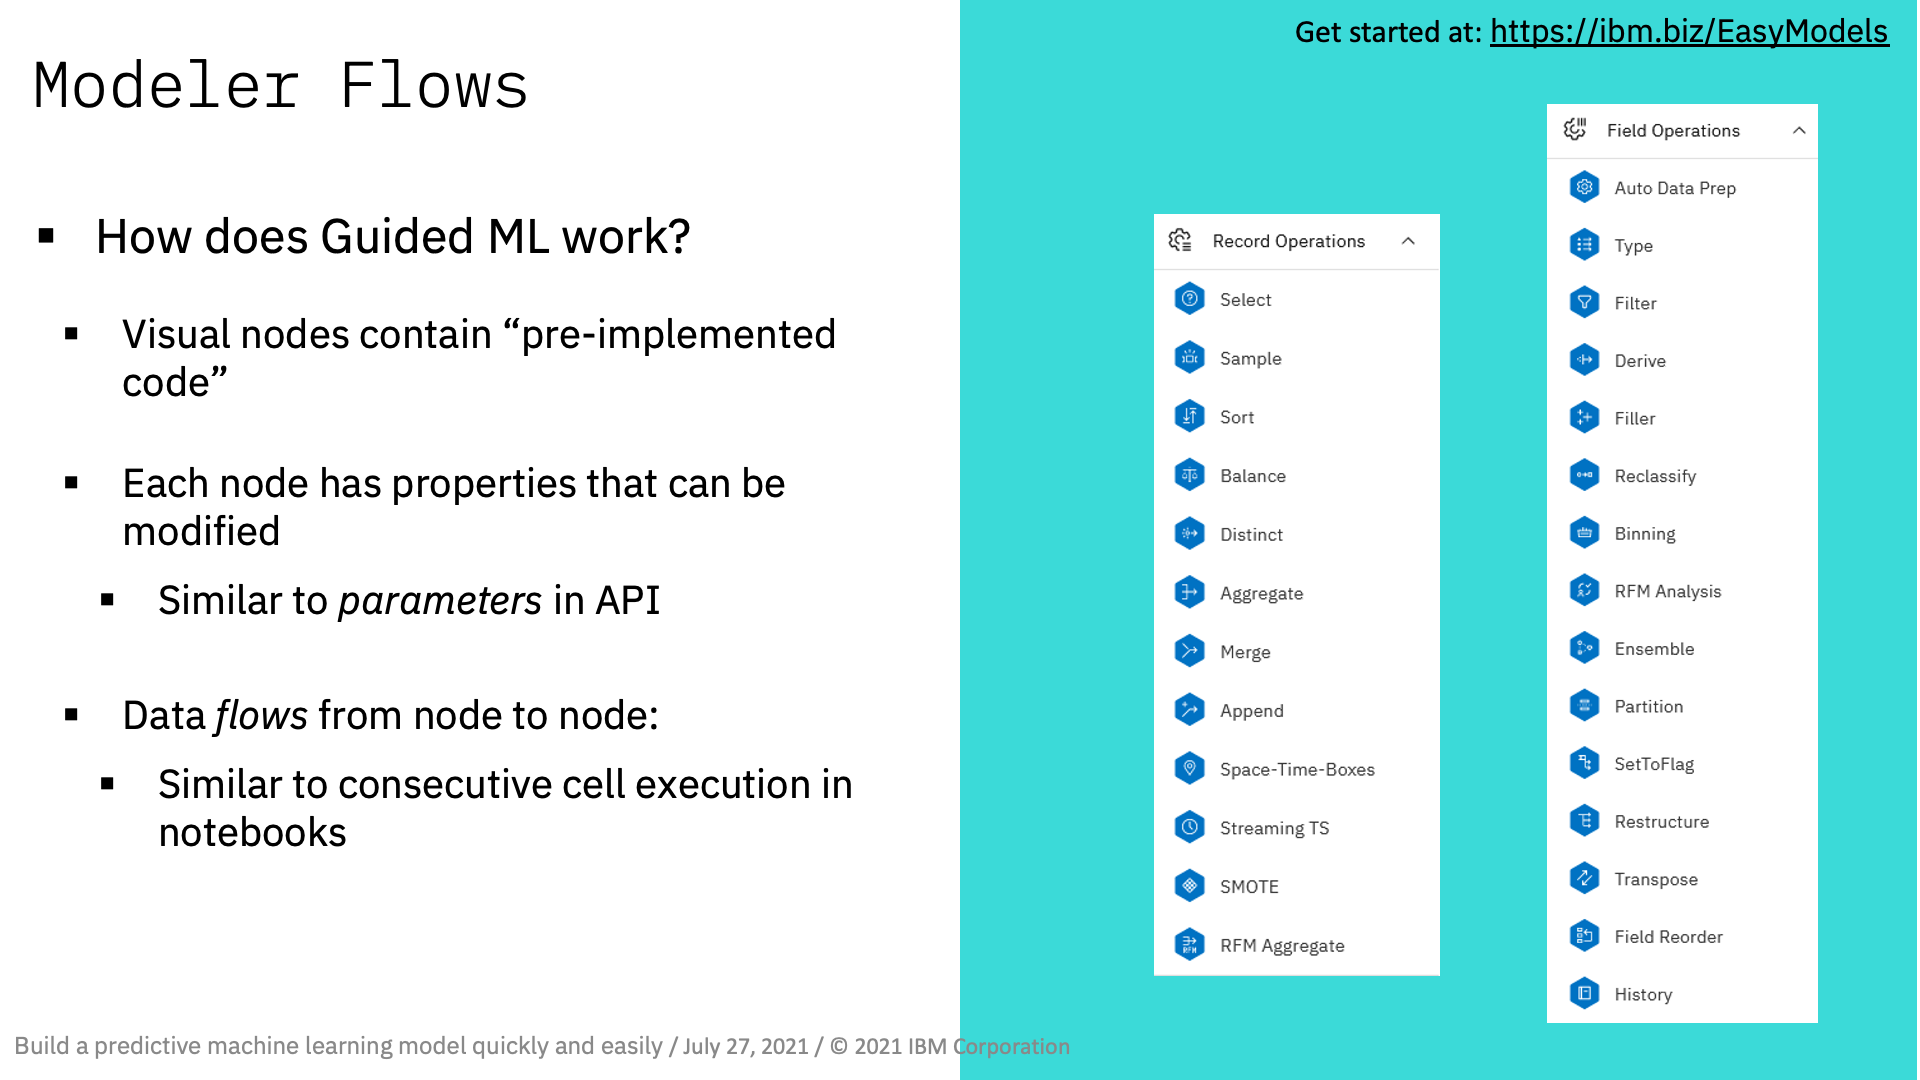 Get started at: https://ibm.biz/EasyModels
Modeler Flows
▪ How does Guided ML work?
▪ Visual nodes contain “pre-implemented
code”
▪ Each node has properties that can be
modified
▪ Similar to parameters in API
▪ Data flows from node to node:
▪ Similar to consecutive cell execution in
notebooks
Record Operations
Select
Sample
Sort
Balance
Distinct
Aggregate
Merge
Append
Space-Time-Boxes
Streaming TS
SMOTE
RFM Aggregate
Field Operations
Auto Data Prep
Type
Filter
Derive
Filler
Reclassify
Binning
RFM Analysis
Ensemble
Partition
SetToFlag
Restructure
Transpose
Field Reorder
History
Build a predictive machine learning model quickly and easily / July 27, 2021 / © 2021 IBM Corporation